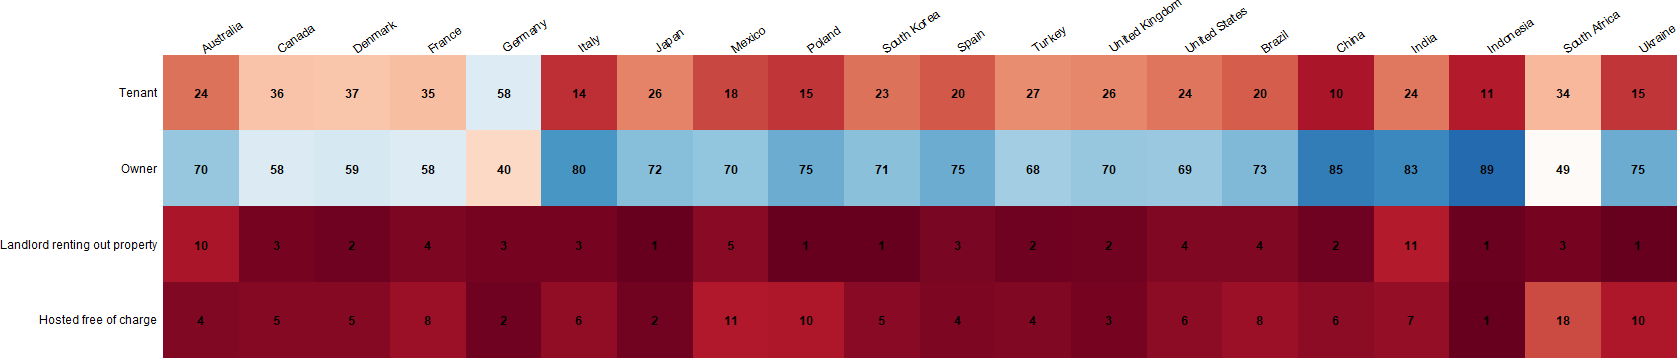 Australia Canada Denmark France Germany Italy Japan Mexico Poland South Korea Spain Turkey United Kingdom United States Brazil China India Indonesia South Africa Ukraine
Tenant 24 36 37 35 58 14 26 18 15 23 20 27 26 24 20 10 24 11 34 15
Owner 70 58 59 58 40 80 72 70 75 71 75 68 70 69 73 85 83 89 49 75
Landlord renting out property 10 3 2 4 3 3 1 5 1 1 3 2 2 4 4 2 11 1 3 1
Hosted free of charge 4 5 5 8 2 6 2 11 10 5 4 4 3 6 8 6 7 1 18 10